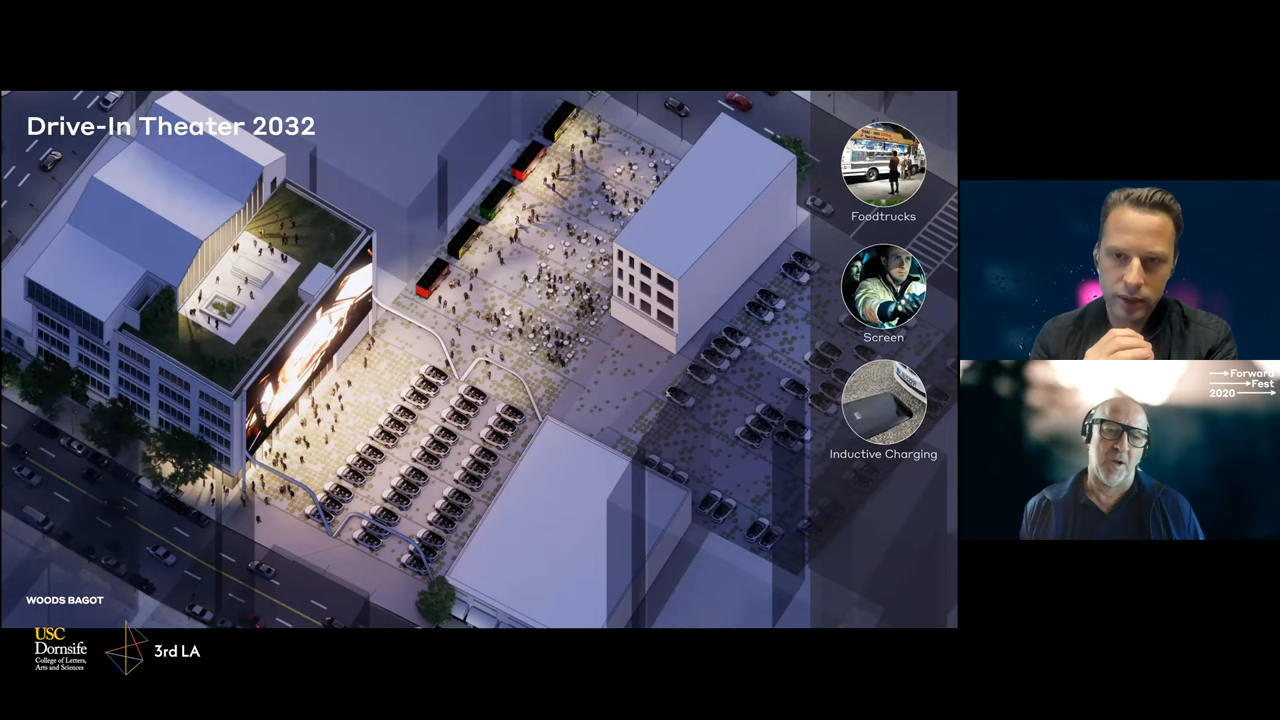 Drive-In Theater 2032
Foodtrucks
Screen
Inductive Charging
WOODS BAGOT
USC
Dornsife
College of Letters,
Arts and Sciences
3rd LA
Forward
Fest
2020